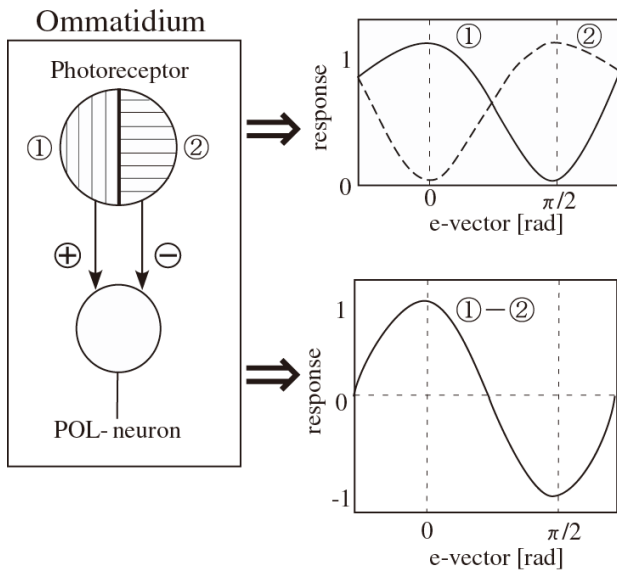 Ommatidium
Photoreceptor
① ②
⊕ ⊖
POL- neuron
① ②
1
response
0
0 π/2
e-vector [rad]
① — ②
1
response
0
-1
0 π/2
e-vector [rad]